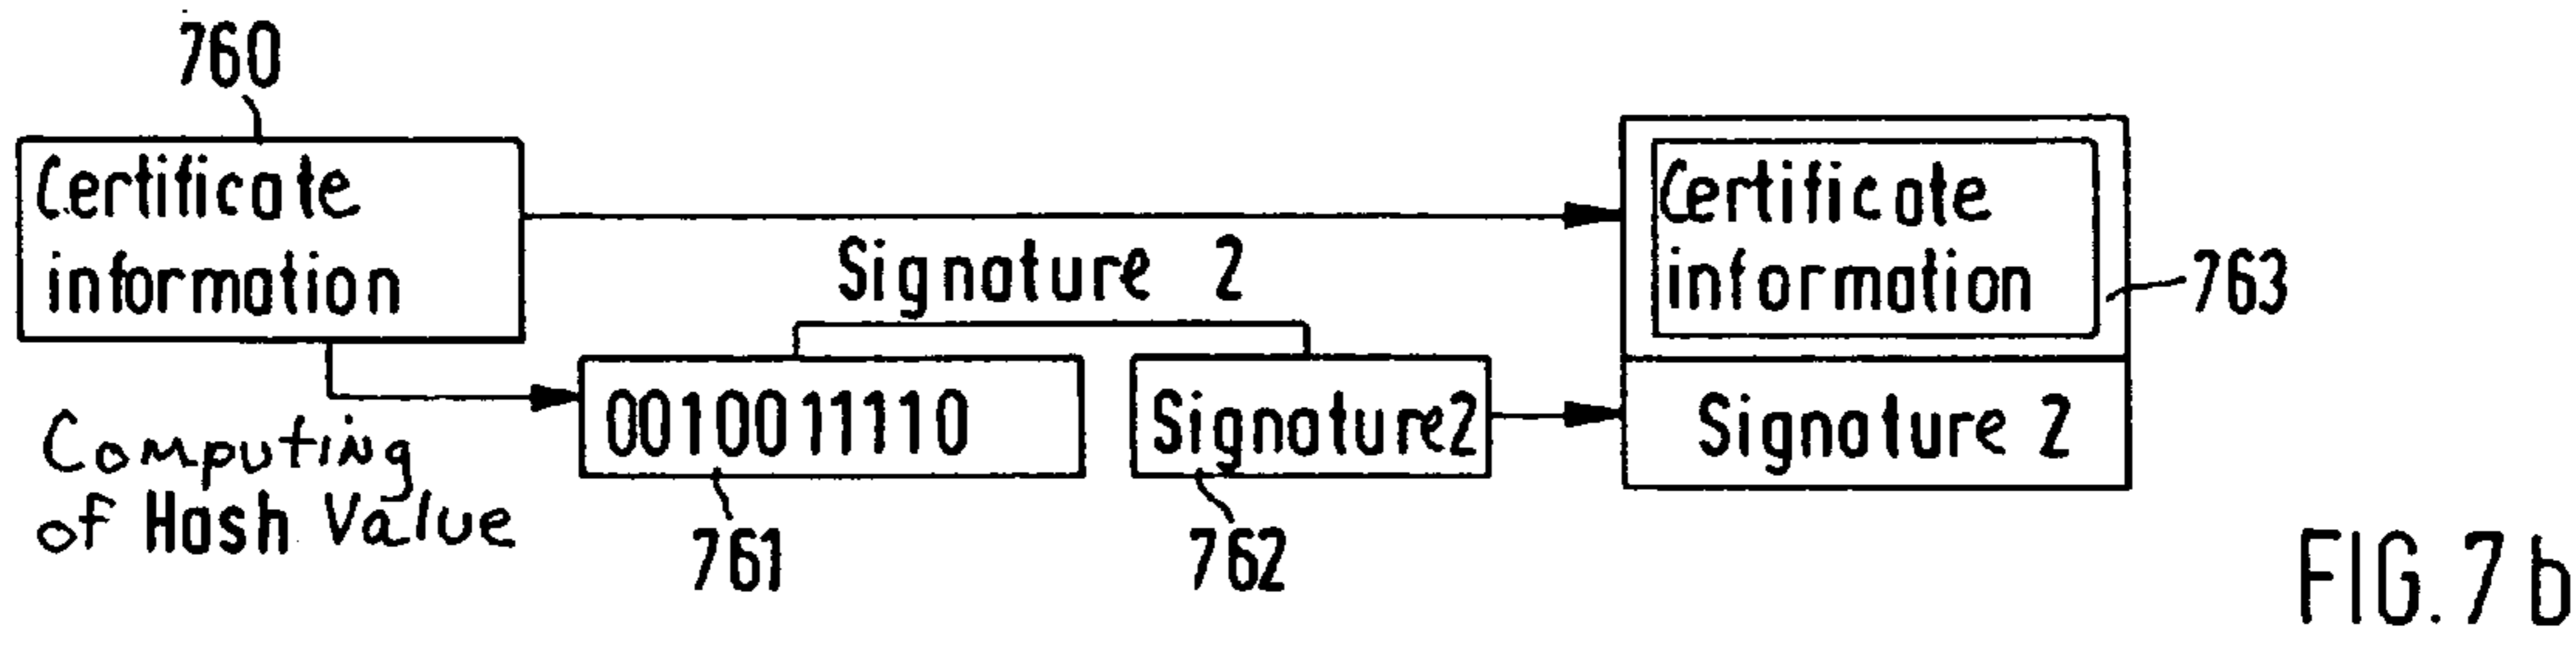 760
Certificate
information
Signature 2
Certificate
information
763
Computing
of Hash Value
0010011110
761
Signature2
762
Signature 2
FIG. 7b